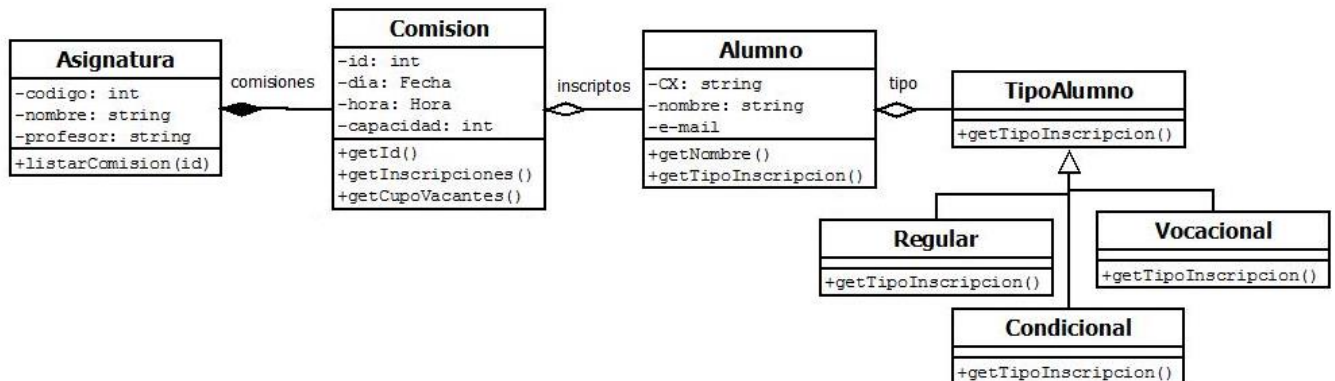 Asignatura
-codigo: int
-nombre: string
-profesor: string
+listarComision(id)
comisiones
Comision
-id: int
-día: Fecha
-hora: Hora
-capacidad: int
+getId()
+getInscripciones()
+getCupoVacantes()
inscriptos
Alumno
-CX: string
-nombre: string
-e-mail
+getNombre()
+getTipoInscripcion()
tipo
TipoAlumno
+getTipoInscripcion()
Regular
+getTipoInscripcion()
Vocacional
+getTipoInscripcion()
Condicional
+getTipoInscripcion()